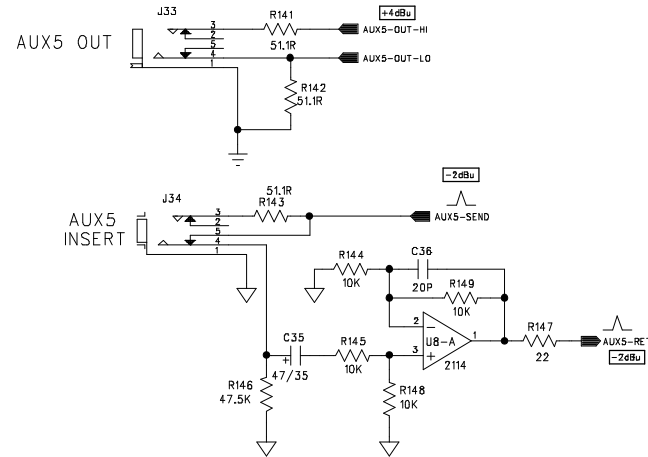 J33
+4dBu
AUX5 OUT
3
2
5
4
1
R141
51.1R
AUX5-OUT-HI
AUX5-OUT-LO
R142
51.1R
-2dBu
J34
AUX5
INSERT
3
2
5
4
1
51.1R
R143
AUX5-SEND
R144
10K
C36
20P
R149
10K
2
3
1
U8-A
2114
R147
22
AUX5-RET
-2dBu
C35
+
47/35
R145
10K
R146
47.5K
R148
10K